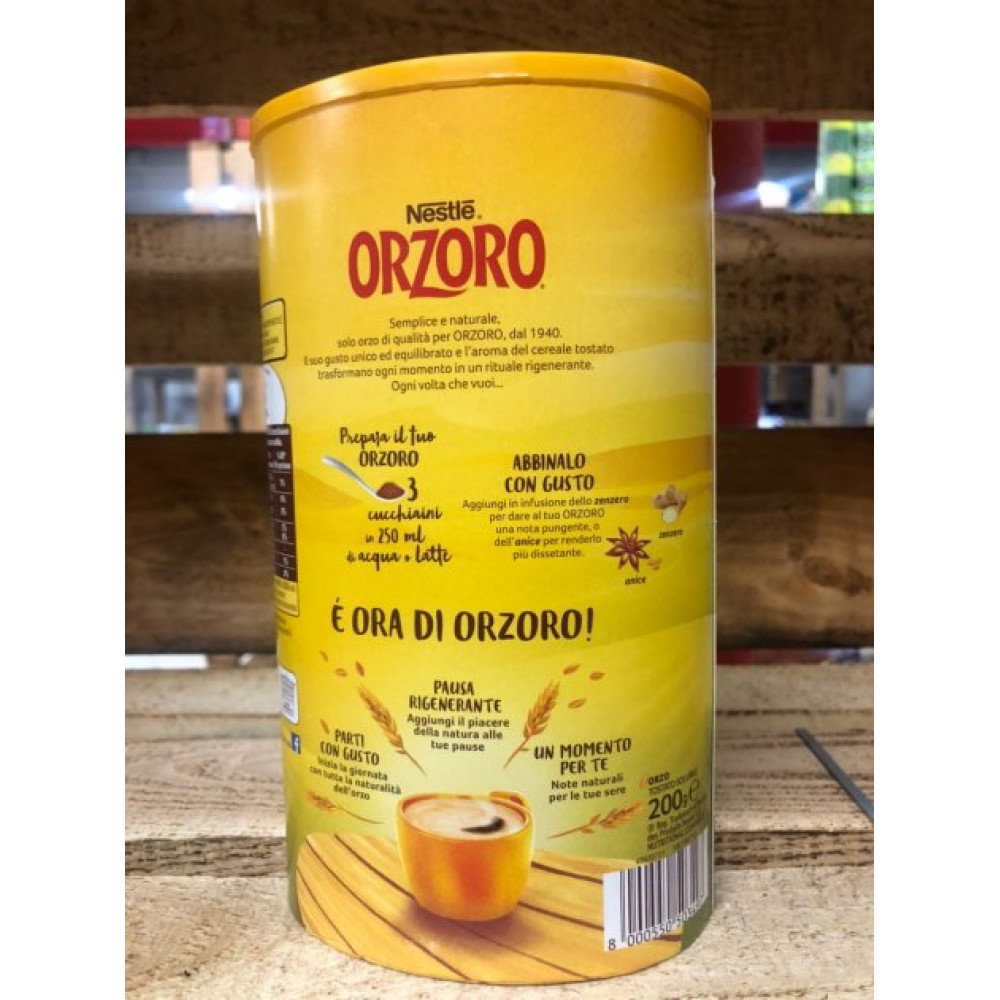 Nestlé®
ORZORO®
Semplice e naturale,
solo orzo di qualità per ORZORO, dal 1940.
Il suo gusto unico ed equilibrato e l'aroma del cereale tostato
trasformano ogni momento in un rituale rigenerante.
Ogni volta che vuoi...
Prepara il tuo
ORZORO
3
cucchiaini
in 250 ml
di acqua o latte
ABBINALO
CON GUSTO
Aggiungi in infusione dello zenzero
per dare al tuo ORZORO
una nota pungente, o
dell'anice per renderlo
più dissetante.
zenzero
anice
É ORA DI ORZORO!
PAUSA
RIGENERANTE
Aggiungi il piacere
della natura alle
tue pause
PARTI
CON GUSTO
Inizia la giornata
con tutta la naturalità
dell'orzo
UN MOMENTO
PER TE
Note naturali
per le tue sere
ORZO
TOSTATO SOLUBILE
200g e
8 000550